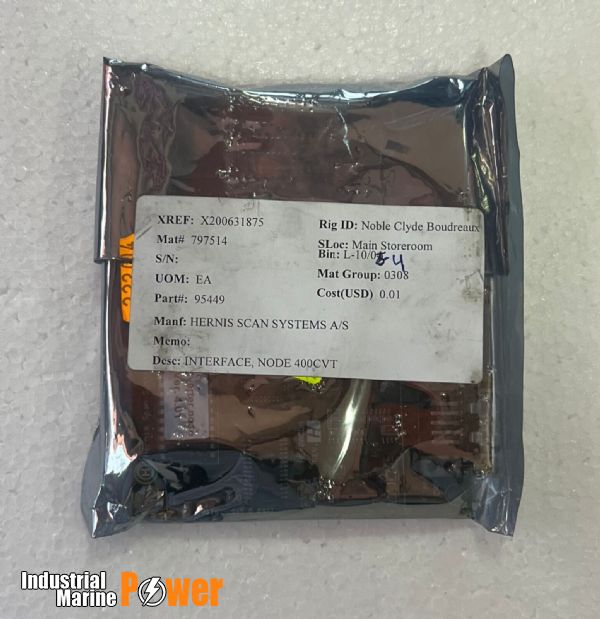 XREF: X200631875
Mat# 797514
S/N:
UOM: EA
Part#: 95449
Manf: HERNIS SCAN SYSTEMS A/S
Memo:
Desc: INTERFACE, NODE 400CVT
Rig ID: Noble Clyde Boudreaux
SLoc: Main Storeroom
Bin: L-10/
Mat Group: 0308
Cost(USD) 0.01
Industrial
Marine
Power